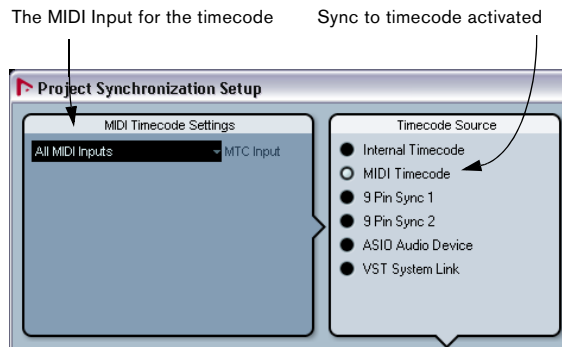 The MIDI Input for the timecode
Sync to timecode activated
Project Synchronization Setup
MIDI Timecode Settings
All MIDI Inputs
MTC Input
Timecode Source
Internal Timecode
MIDI Timecode
9 Pin Sync 1
9 Pin Sync 2
ASIO Audio Device
VST System Link